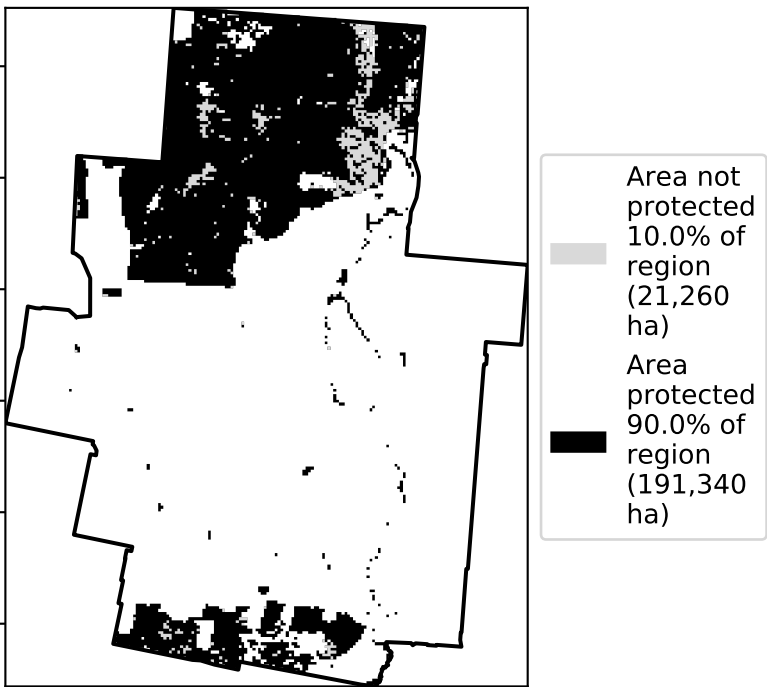 Area not
protected
10.0% of
region
(21,260
ha)
Area
protected
90.0% of
region
(191,340
ha)